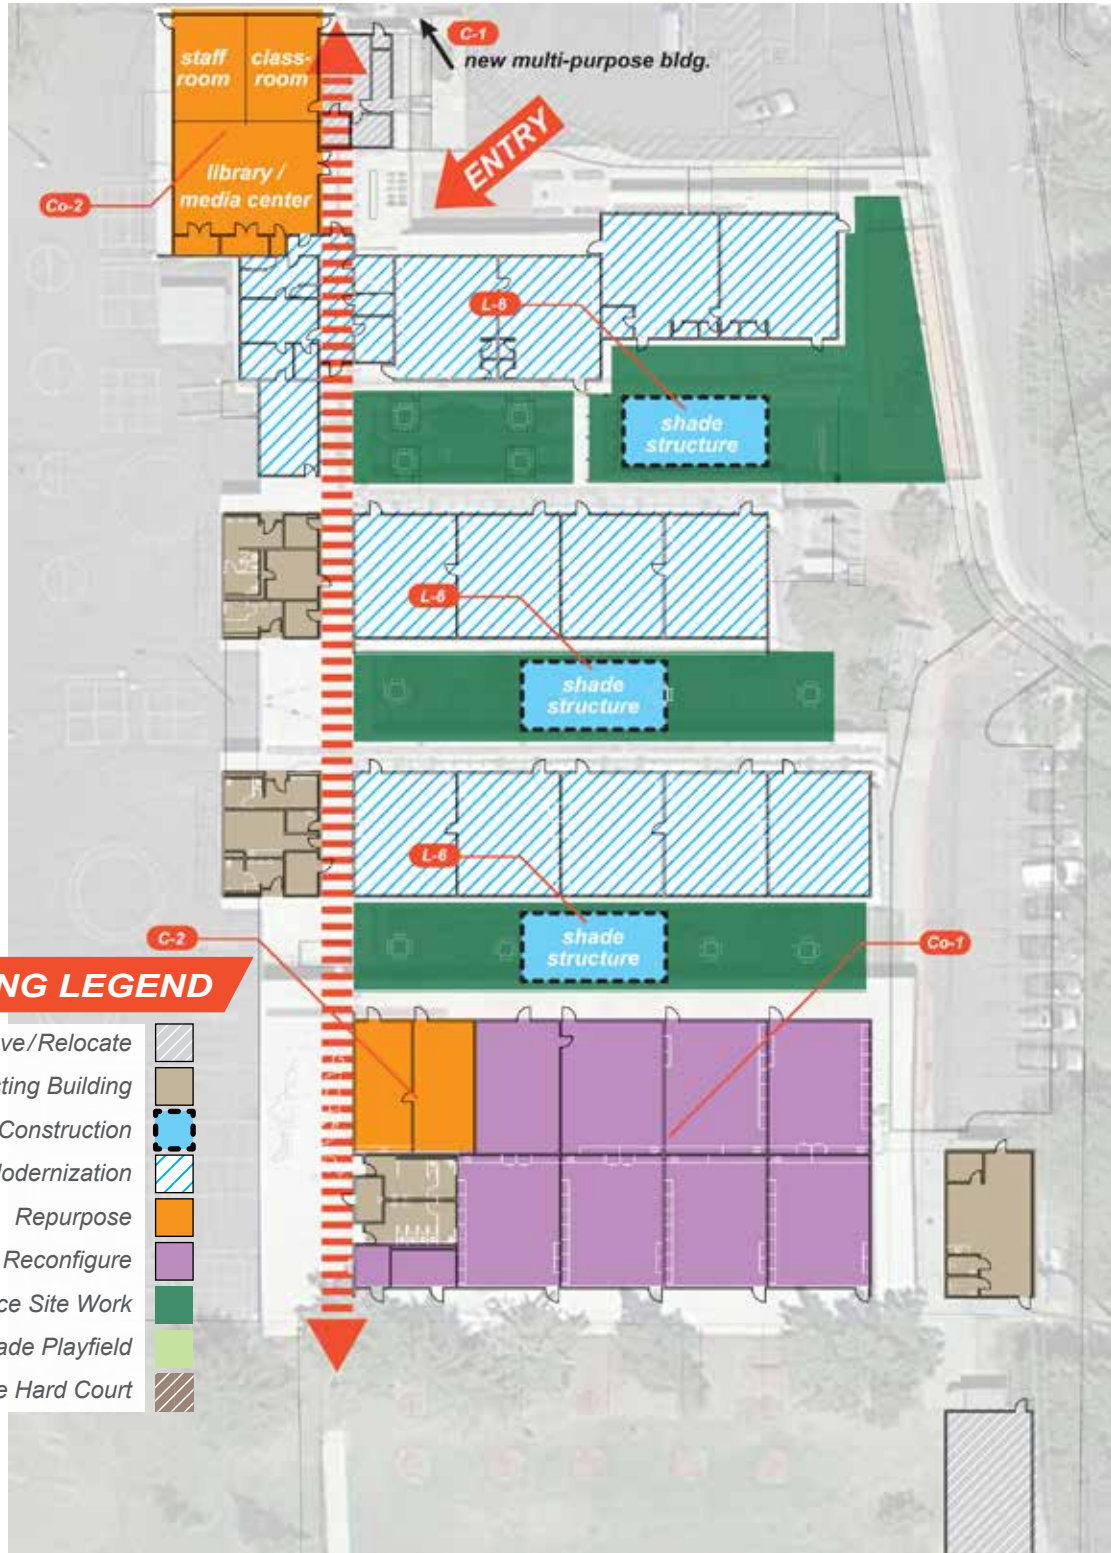 C-1
new multi-purpose bldg.
staff
room
class-
room
ENTRY
library /
media center
Co-2
L-6
shade
structure
L-6
shade
structure
L-6
shade
structure
C-2
Co-1
NG LEGEND
ve/Relocate
ting Building
Construction
odernization
Repurpose
Reconfigure
ce Site Work
ade Playfield
e Hard Court